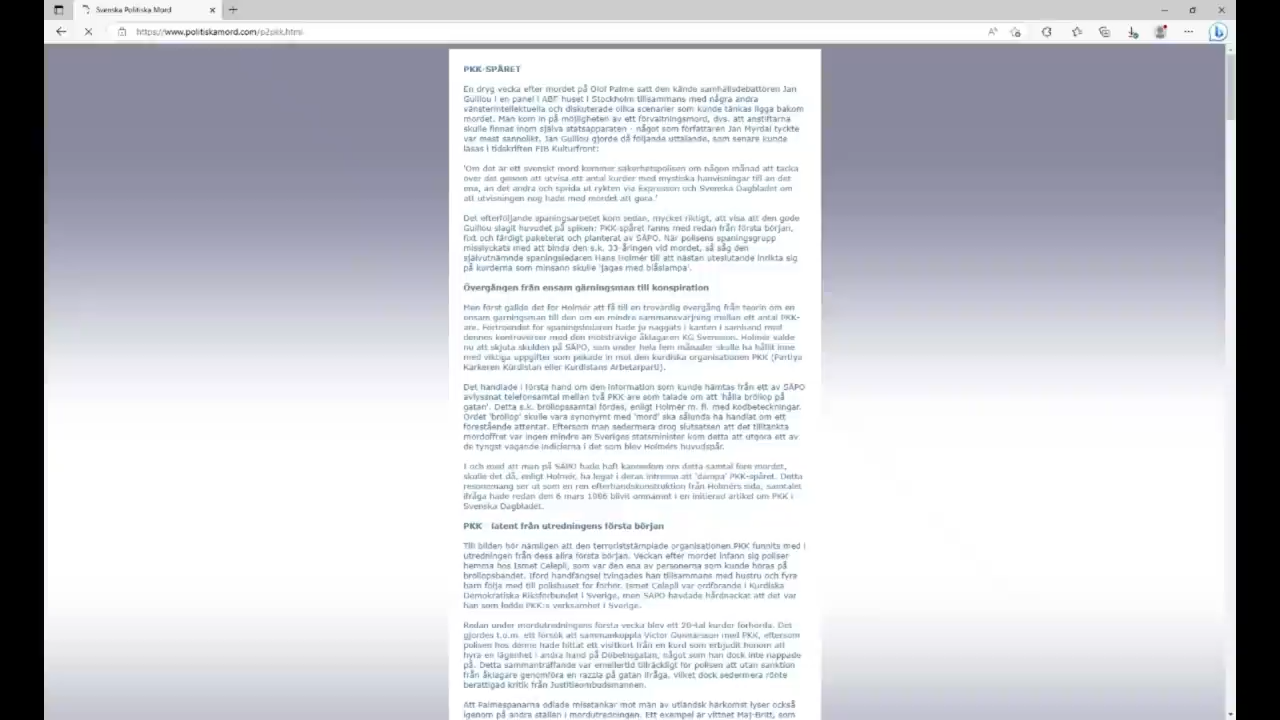 Svenska Politiska Mord
https://www.politiskamord.com/p2pkk.html
PKK-SPÅRET
En dryg vecka efter mordet på Olof Palme satt den kände samhällsdebattören Jan
Guillou i en panel i ABF huset i Stockholm tillsammans med några andra
vänsterintellektuella och diskuterade olika scenarier som kunde tänkas ligga bakom
mordet. Man kom in på möjligheten av ett förvaltningsmord, dvs. att anstiftarna
skulle finnas inom själva statsapparaten - något som författaren Jan Myrdal tyckte
var mest sannolikt. Jan Guillou gjorde då följande uttalande, som senare kunde
läsas i tidskriften FIB Kulturfront:
'Om det är ett svenskt mord kommer säkerhetspolisen om någon månad att täcka
över det genom att utvisa ett antal kurder med mystiska hänvisningar till än det
ena, än det andra och sprida ut rykten via Expressen och Svenska Dagbladet om
att utvisningen nog hade med mordet att göra.'
Det efterföljande spaningsarbetet kom sedan, mycket riktigt, att visa att den gode
Guillou slagit huvudet på spiken: PKK-spåret fanns med redan från första början,
fixt och färdigt paketerat och planterat av SÄPO. När polisens spaningsgrupp
misslyckats med att binda den s.k. 33-åringen vid mordet, så såg den
självutnämnde spaningsledaren Hans Holmér till att nästan uteslutande inrikta sig
på kurderna som minsann skulle 'jagas med blåslampa'.
Övergången från ensam gärningsman till konspiration
Men först gällde det för Holmér att få till en trovärdig övergång från teorin om en
ensam gärningsman till den om en mindre sammansvärjning mellan ett antal PKK-
are. Förtroendet för spaningsledaren hade ju naggats i kanten i samband med
dennes kontroverser med den motsträvige åklagaren KG Svensson. Holmér valde
nu att skjuta skulden på SÄPO, som under hela fem månader skulle ha hållit inne
med viktiga uppgifter som pekade in mot den kurdiska organisationen PKK (Partiya
Karkeren Kurdistan eller Kurdistans Arbetarparti).
Det handlade i första hand om den information som kunde hämtas från ett av SÄPO
avlyssnat telefonsamtal mellan två PKK-are som talade om att 'hålla bröllop på
gatan'. Detta s.k. bröllopssamtal fördes, enligt Holmér m. fl. med kodbeteckningar.
Ordet 'bröllop' skulle vara synonymt med 'mord' ska sålunda ha handlat om ett
förestående attentat. Eftersom man sedermera drog slutsatsen att det tilltänkta
mordoffret var ingen mindre än Sveriges statsminister kom detta att utgöra ett av
de tyngst vägande indicierna i det som blev Holmérs huvudspår.
I och med att man på SÄPO hade haft kännedom om detta samtal före mordet,
skulle det då, enligt Holmér, ha legat i deras intresse att 'dämpa' PKK-spåret. Detta
resonemang ser ut som en ren efterhandskonstruktion från Holmérs sida, samtalet
ifråga hade redan den 6 mars 1986 blivit omnämnt i en initierad artikel om PKK i
Svenska Dagbladet.
PKK latent från utredningens första början
Till bilden hör nämligen att den terroriststämplade organisationen PKK funnits med i
utredningen från dess allra första början. Veckan efter mordet infann sig poliser
hemma hos Ismet Celepli, som var den ena av personerna som kunde höras på
bröllopsbandet. Iförd handfängsel tvingades han tillsammans med hustru och fyra
barn följa med till polishuset för förhör. Ismet Celepli var ordförande i Kurdiska
Demokratiska Riksförbundet i Sverige, men SÄPO hävdade hårdnackat att det var
han som ledde PKK:s verksamhet i Sverige.
Redan under mordutredningens första vecka blev ett 20-tal kurder förhörda. Det
gjordes t.o.m. ett försök att sammankoppla Victor Gunnarsson med PKK, eftersom
polisen hos denne hade hittat ett visitkort från en kurd som erbjudit honom att
hyra en lägenhet i andra hand på Döbelnsgatan, något som han dock inte nappade
på. Detta sammanträffande var emellertid tillräckligt för polisen att utan sanktion
från åklagare genomföra en razzia på gatan ifråga, vilket dock sedermera rönte
berättigad kritik från Justitieombudsmannen.
Att Palmespanarna odlade misstankar mot män av utländsk härkomst lyser också
igenom på andra ställen i mordutredningen. Ett exempel är vittnet Maj-Britt, som